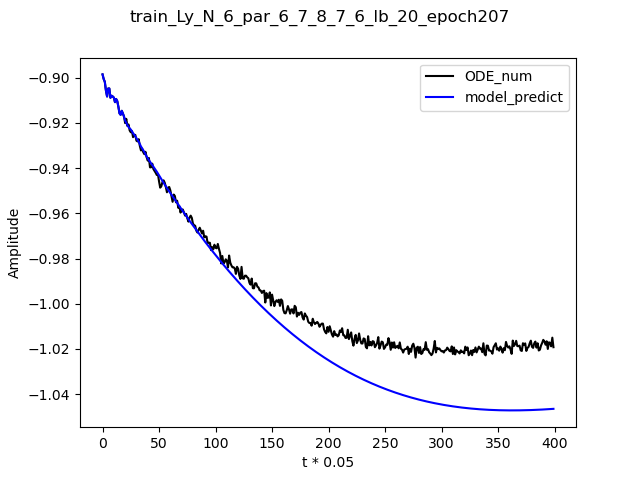 train_Ly_N_6_par_6_7_8_7_6_lb_20_epoch207
ODE_num
model_predict
−0.90
−0.92
−0.94
−0.96
−0.98
−1.00
−1.02
−1.04
Amplitude
0 50 100 150 200 250 300 350 400
t * 0.05